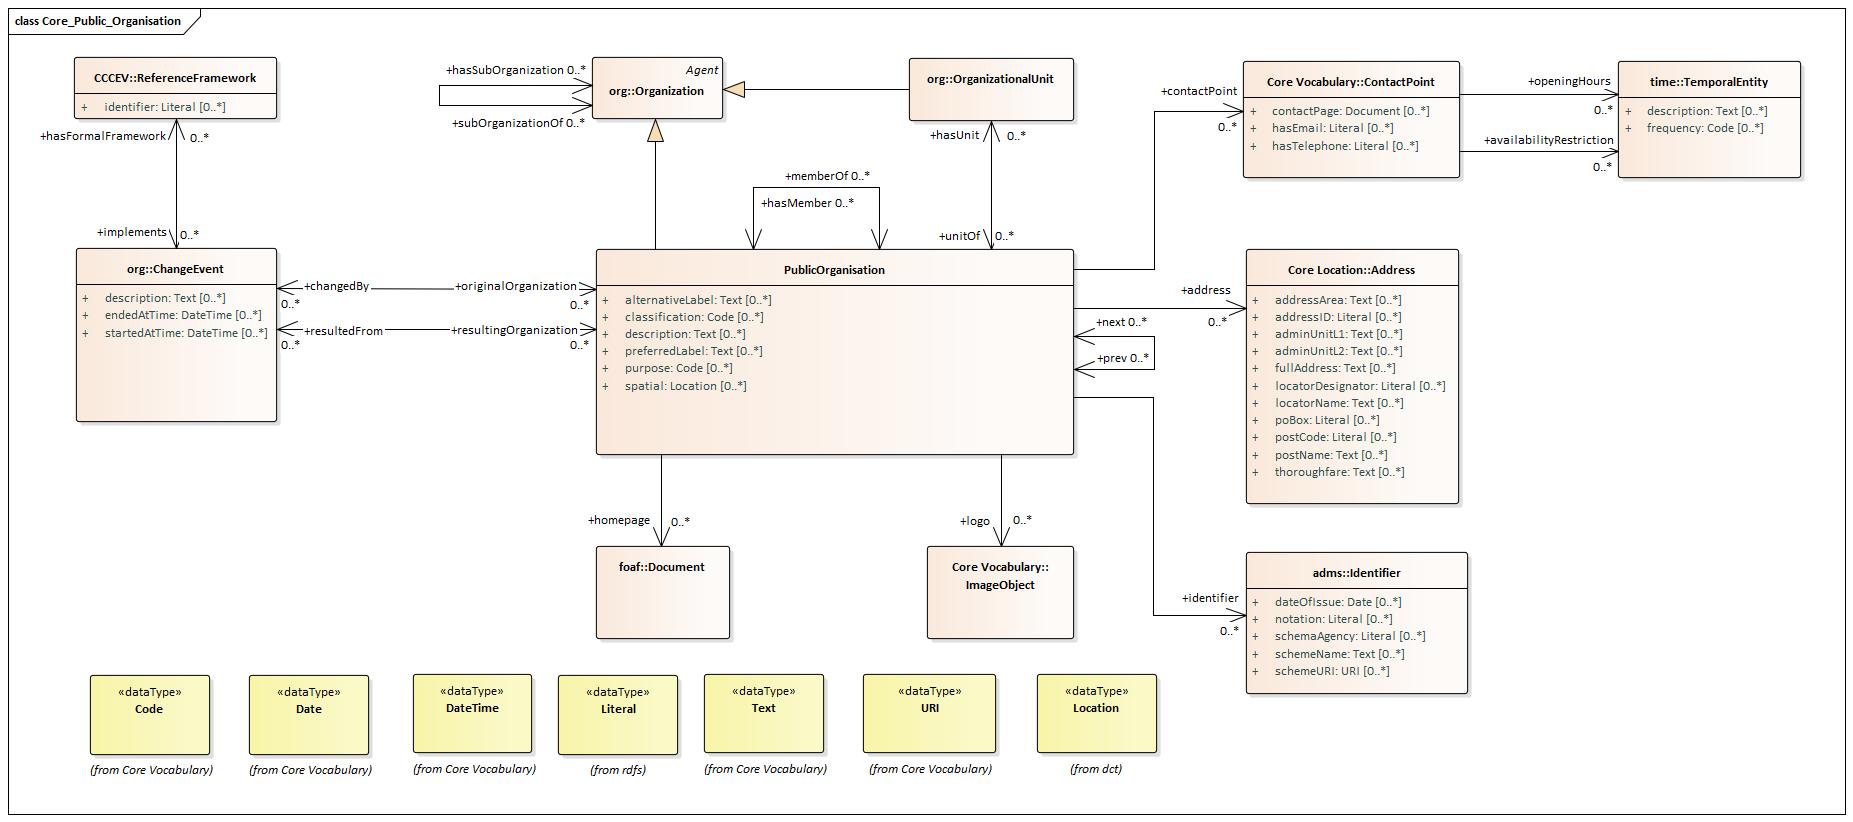 class Core_Public_Organisation
CCCEV::ReferenceFramework
+ identifier: Literal [0..*]
+hasFormalFramework 0..*
+implements 0..*
org::ChangeEvent
+ description: Text [0..*]
+ endedAtTime: DateTime [0..*]
+ startedAtTime: DateTime [0..*]
+changedBy
0..*
+originalOrganization
0..*
+resultedFrom
0..*
+resultingOrganization
0..*
+hasSubOrganization 0..*
+subOrganizationOf 0..*
Agent
org::Organization
org::OrganizationalUnit
+hasUnit 0..*
+unitOf 0..*
+memberOf 0..*
+hasMember 0..*
PublicOrganisation
+ alternativeLabel: Text [0..*]
+ classification: Code [0..*]
+ description: Text [0..*]
+ preferredLabel: Text [0..*]
+ purpose: Code [0..*]
+ spatial: Location [0..*]
+next 0..*
+prev 0..*
+contactPoint
0..*
Core Vocabulary::ContactPoint
+ contactPage: Document [0..*]
+ hasEmail: Literal [0..*]
+ hasTelephone: Literal [0..*]
+openingHours
0..*
+availabilityRestriction
0..*
time::TemporalEntity
+ description: Text [0..*]
+ frequency: Code [0..*]
+address
0..*
Core Location::Address
+ addressArea: Text [0..*]
+ addressID: Literal [0..*]
+ adminUnitL1: Text [0..*]
+ adminUnitL2: Text [0..*]
+ fullAddress: Text [0..*]
+ locatorDesignator: Literal [0..*]
+ locatorName: Text [0..*]
+ poBox: Literal [0..*]
+ postCode: Literal [0..*]
+ postName: Text [0..*]
+ thoroughfare: Text [0..*]
+homepage 0..*
foaf::Document
+logo 0..*
Core Vocabulary::
ImageObject
+identifier
0..*
adms::Identifier
+ dateOfIssue: Date [0..*]
+ notation: Literal [0..*]
+ schemaAgency: Literal [0..*]
+ schemeName: Text [0..*]
+ schemeURI: URI [0..*]
«dataType»
Code
(from Core Vocabulary)
«dataType»
Date
(from Core Vocabulary)
«dataType»
DateTime
(from Core Vocabulary)
«dataType»
Literal
(from rdfs)
«dataType»
Text
(from Core Vocabulary)
«dataType»
URI
(from Core Vocabulary)
«dataType»
Location
(from dct)